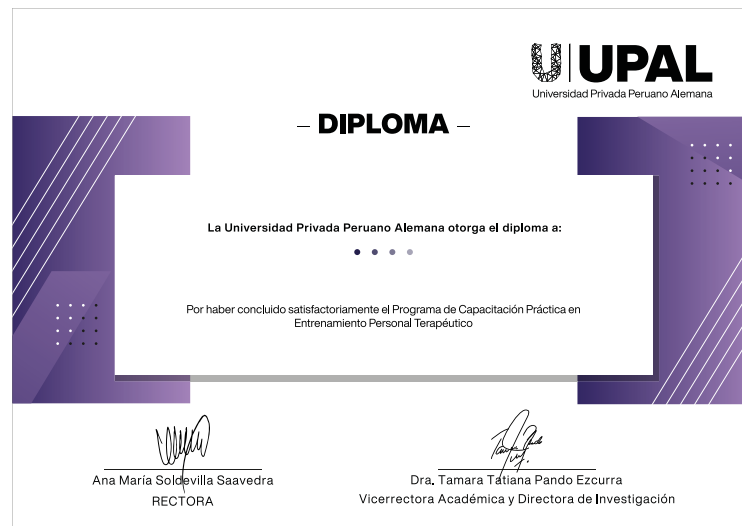 UPAL
Universidad Privada Peruano Alemana
– DIPLOMA –
La Universidad Privada Peruano Alemana otorga el diploma a:
Por haber concluido satisfactoriamente el Programa de Capacitación Práctica en
Entrenamiento Personal Terapéutico
Ana María Soldevilla Saavedra
RECTORA
Dra. Tamara Tatiana Pando Ezcurra
Vicerrectora Académica y Directora de Investigación